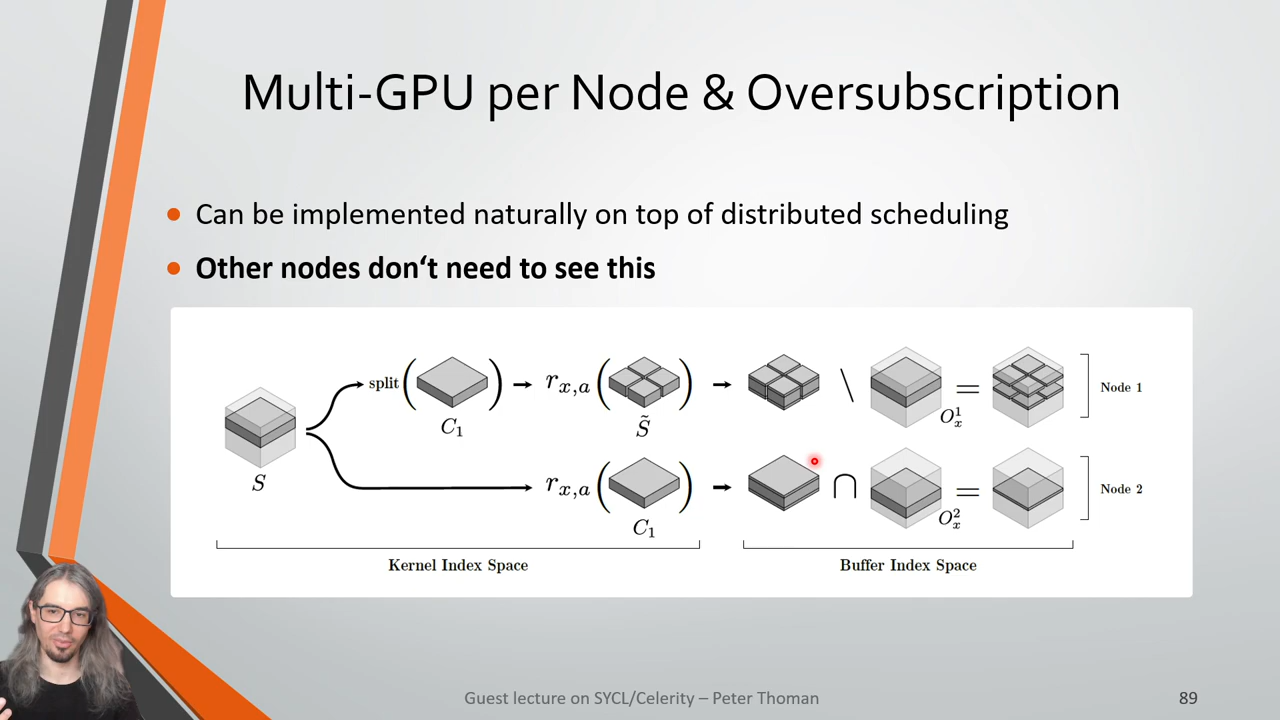 Multi-GPU per Node & Oversubscription
• Can be implemented naturally on top of distributed scheduling
• Other nodes don‘t need to see this
S
split ( C₁ ) → rₓ,ₐ ( S̃ ) → \ Oₓ¹ = Node 1
rₓ,ₐ ( C₁ ) → ∩ Oₓ² = Node 2
Kernel Index Space
Buffer Index Space
Guest lecture on SYCL/Celerity – Peter Thoman
89